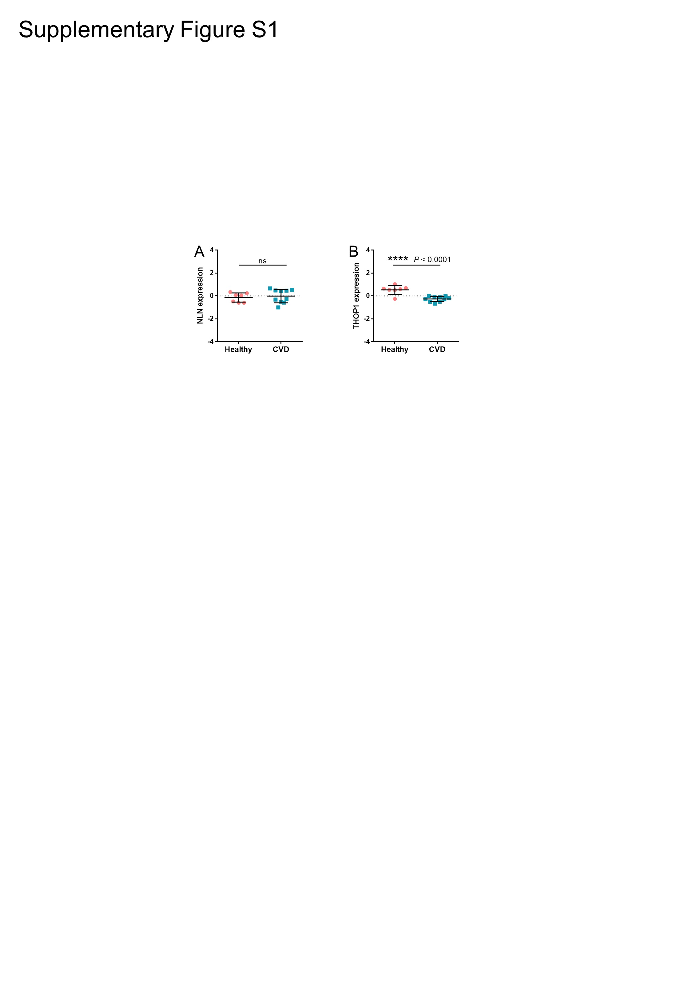 Supplementary Figure S1
A
NLN expression
4
2
0
-2
-4
ns
Healthy CVD
B
THOP1 expression
4
2
0
-2
-4
**** P < 0.0001
Healthy CVD